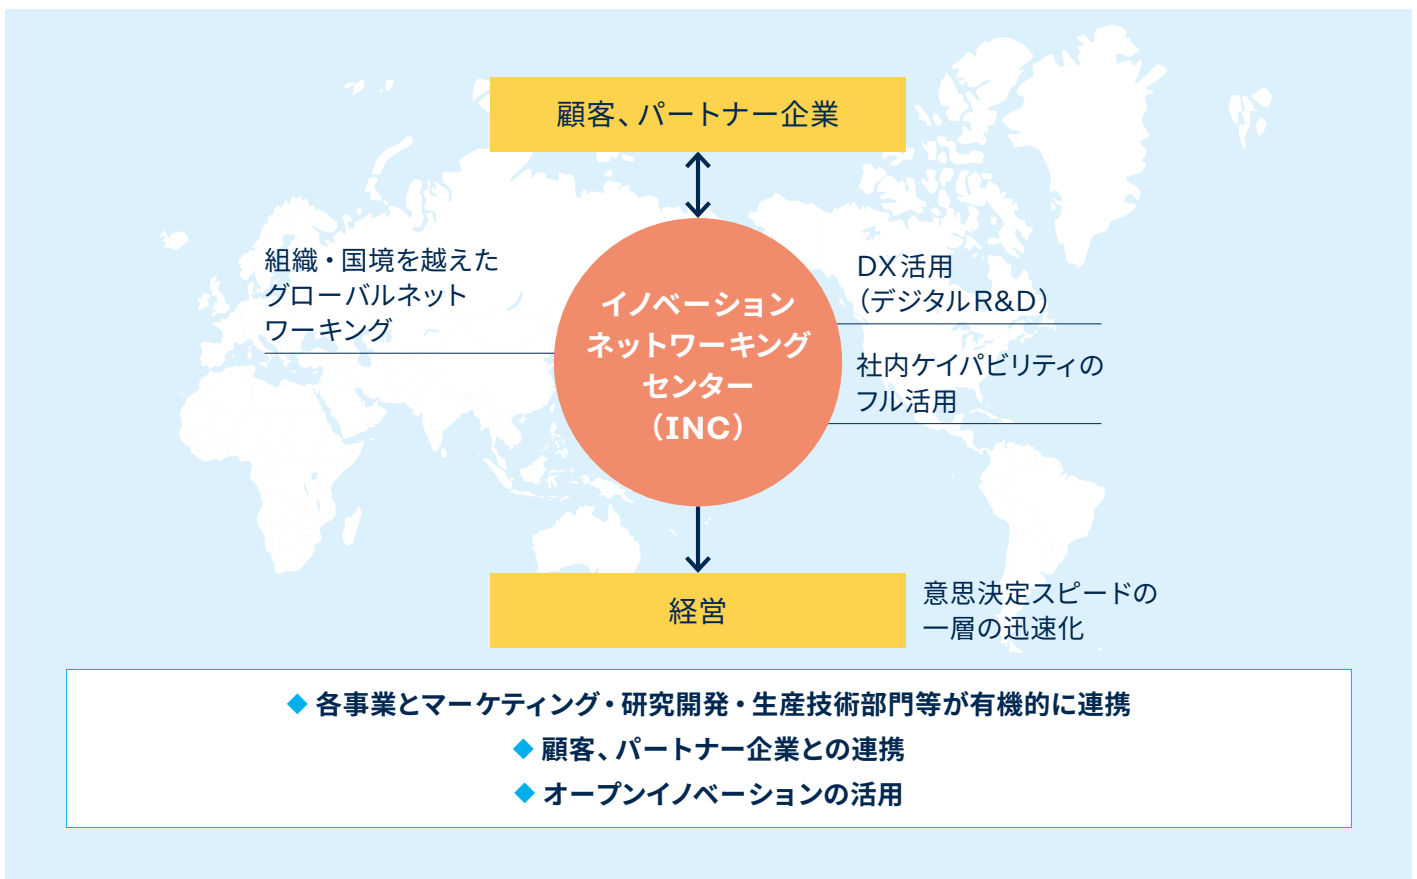 顧客、パートナー企業
組織・国境を越えた
グローバルネット
ワーキング
イノベーション
ネットワーキング
センター
（INC）
DX活用
（デジタルR&D）
社内ケイパビリティの
フル活用
経営
意思決定スピードの
一層の迅速化
◆ 各事業とマーケティング・研究開発・生産技術部門等が有機的に連携
◆ 顧客、パートナー企業との連携
◆ オープンイノベーションの活用